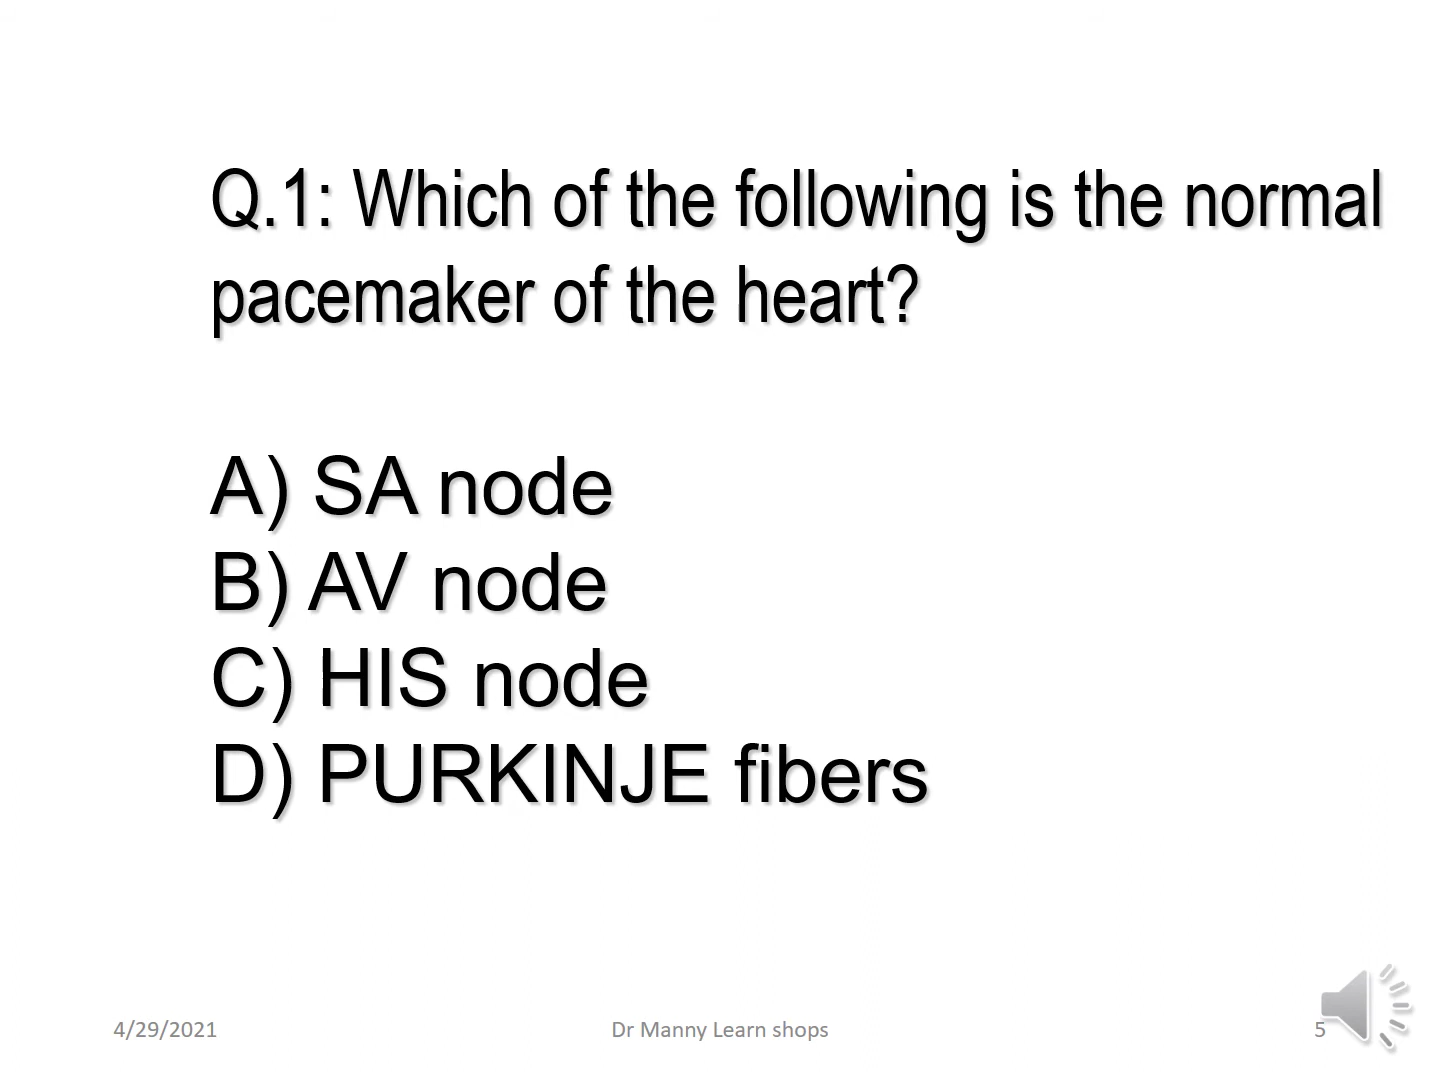 Q.1: Which of the following is the normal
pacemaker of the heart?
A) SA node
B) AV node
C) HIS node
D) PURKINJE fibers
4/29/2021
Dr Manny Learn shops
5